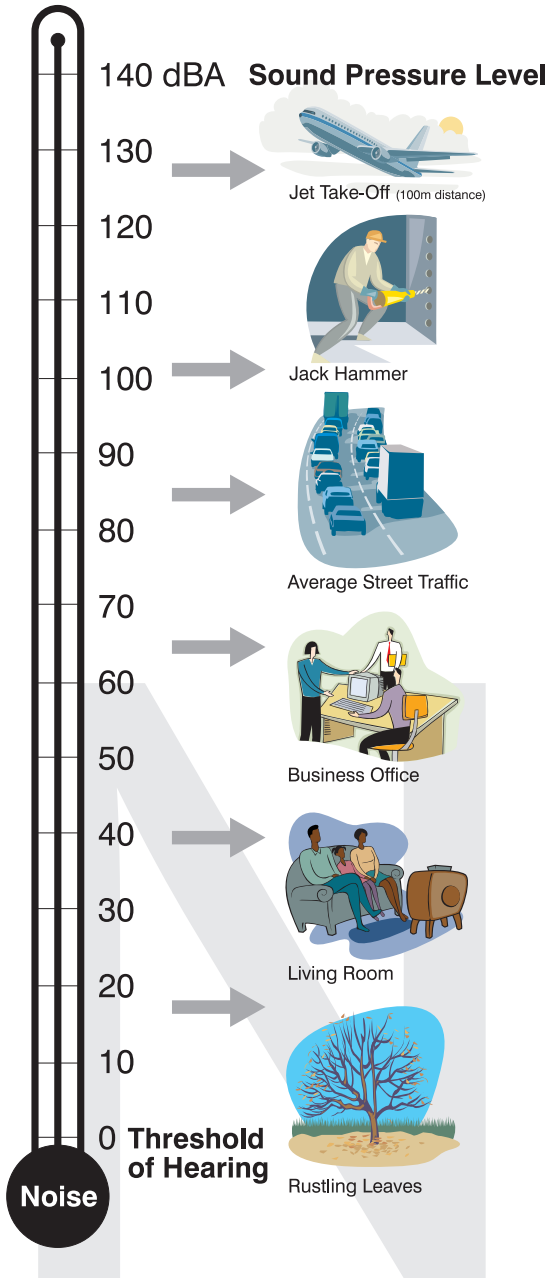 140 dBA Sound Pressure Level
130
Jet Take-Off (100m distance)
120
110
100
Jack Hammer
90
80
Average Street Traffic
70
60
50
Business Office
40
30
Living Room
20
10
0 Threshold
of Hearing
Rustling Leaves
Noise